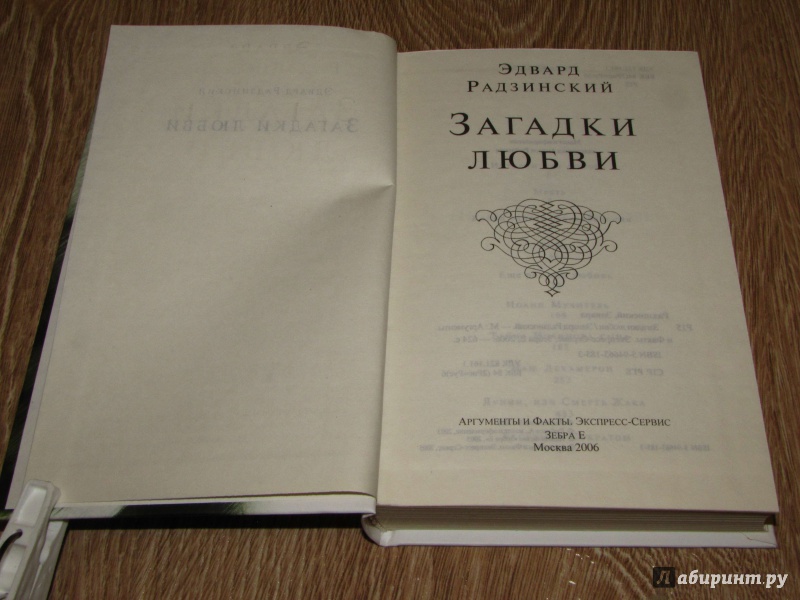 Эдвард
Радзинский
Загадки
любви
Аргументы и Факты. Экспресс-Сервис
Зебра Е
Москва 2006
Лабиринт.ру